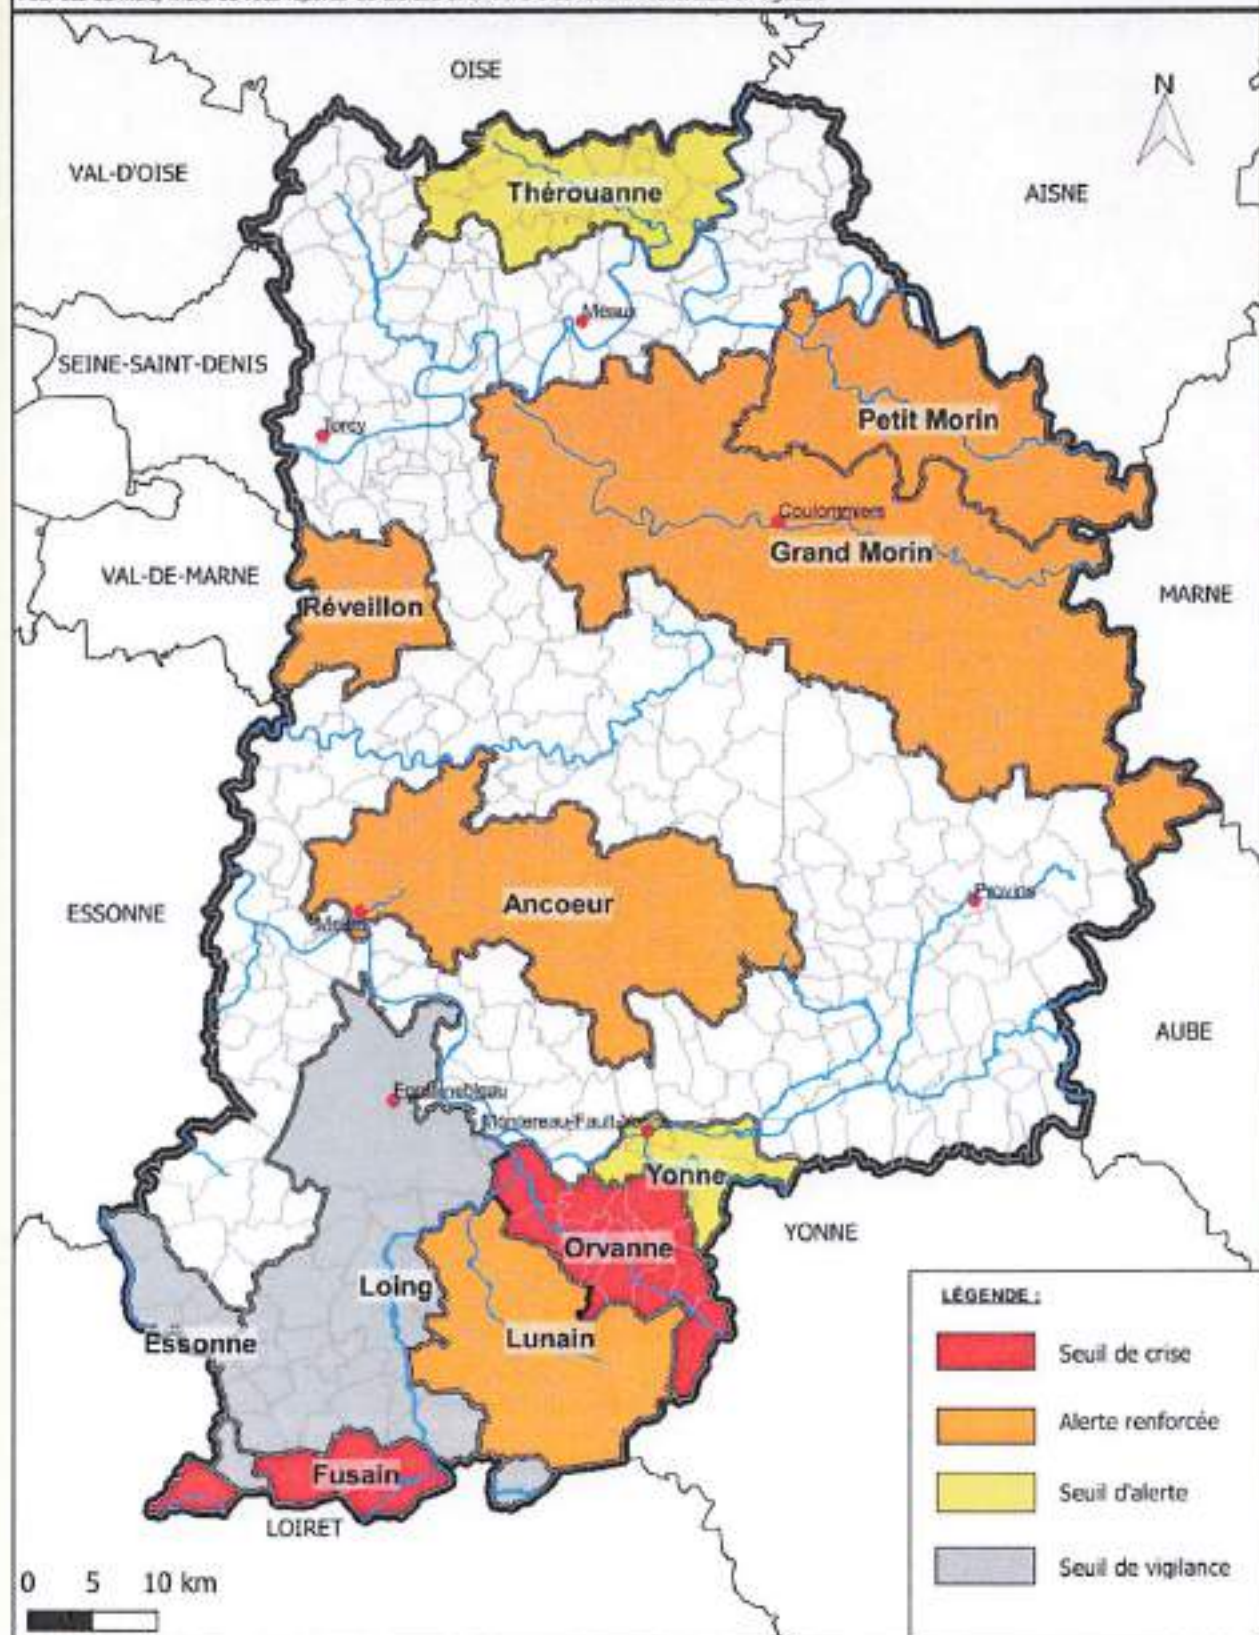 OISE
N
VAL-D'OISE
AISNE
Thérouanne
Meaux
SEINE-SAINT-DENIS
Torcy
Petit Morin
Coulommiers
Grand Morin
VAL-DE-MARNE
MARNE
Réveillon
Provins
Ancoeur
ESSONNE
Melun
AUBE
Fontainebleau
Montereau-Fault-
Yonne
YONNE
Orvanne
Loing
Lunain
Essonne
Fusain
LOIRET
0 5 10 km
LÉGENDE :
Seuil de crise
Alerte renforcée
Seuil d'alerte
Seuil de vigilance